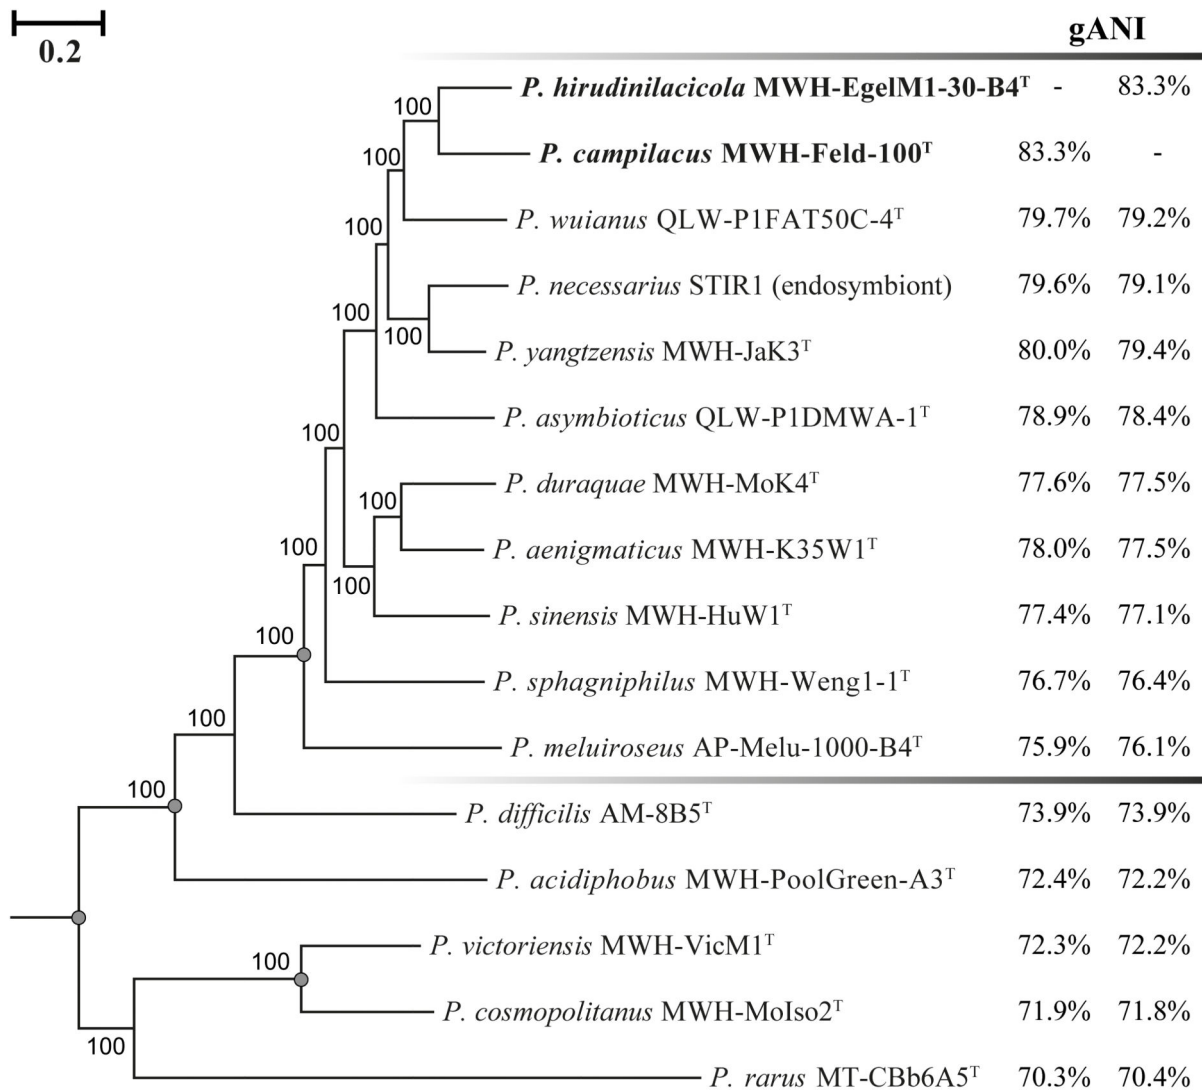 0.2
gANI
P. hirudinilacicola MWH-EgelM1-30-B4ᵀ - 83.3%
100
P. campilacus MWH-Feld-100ᵀ 83.3% -
100
P. wuianus QLW-P1FAT50C-4ᵀ 79.7% 79.2%
100
P. necessarius STIR1 (endosymbiont) 79.6% 79.1%
100
100
P. yangtzensis MWH-JaK3ᵀ 80.0% 79.4%
P. asymbioticus QLW-P1DMWA-1ᵀ 78.9% 78.4%
100
P. duraquae MWH-MoK4ᵀ 77.6% 77.5%
100
P. aenigmaticus MWH-K35W1ᵀ 78.0% 77.5%
100
100
P. sinensis MWH-HuW1ᵀ 77.4% 77.1%
100
P. sphagniphilus MWH-Weng1-1ᵀ 76.7% 76.4%
100
P. meluiroseus AP-Melu-1000-B4ᵀ 75.9% 76.1%
100
P. difficilis AM-8B5ᵀ 73.9% 73.9%
P. acidiphobus MWH-PoolGreen-A3ᵀ 72.4% 72.2%
P. victoriensis MWH-VicM1ᵀ 72.3% 72.2%
100
P. cosmopolitanus MWH-MoIso2ᵀ 71.9% 71.8%
100
P. rarus MT-CBb6A5ᵀ 70.3% 70.4%